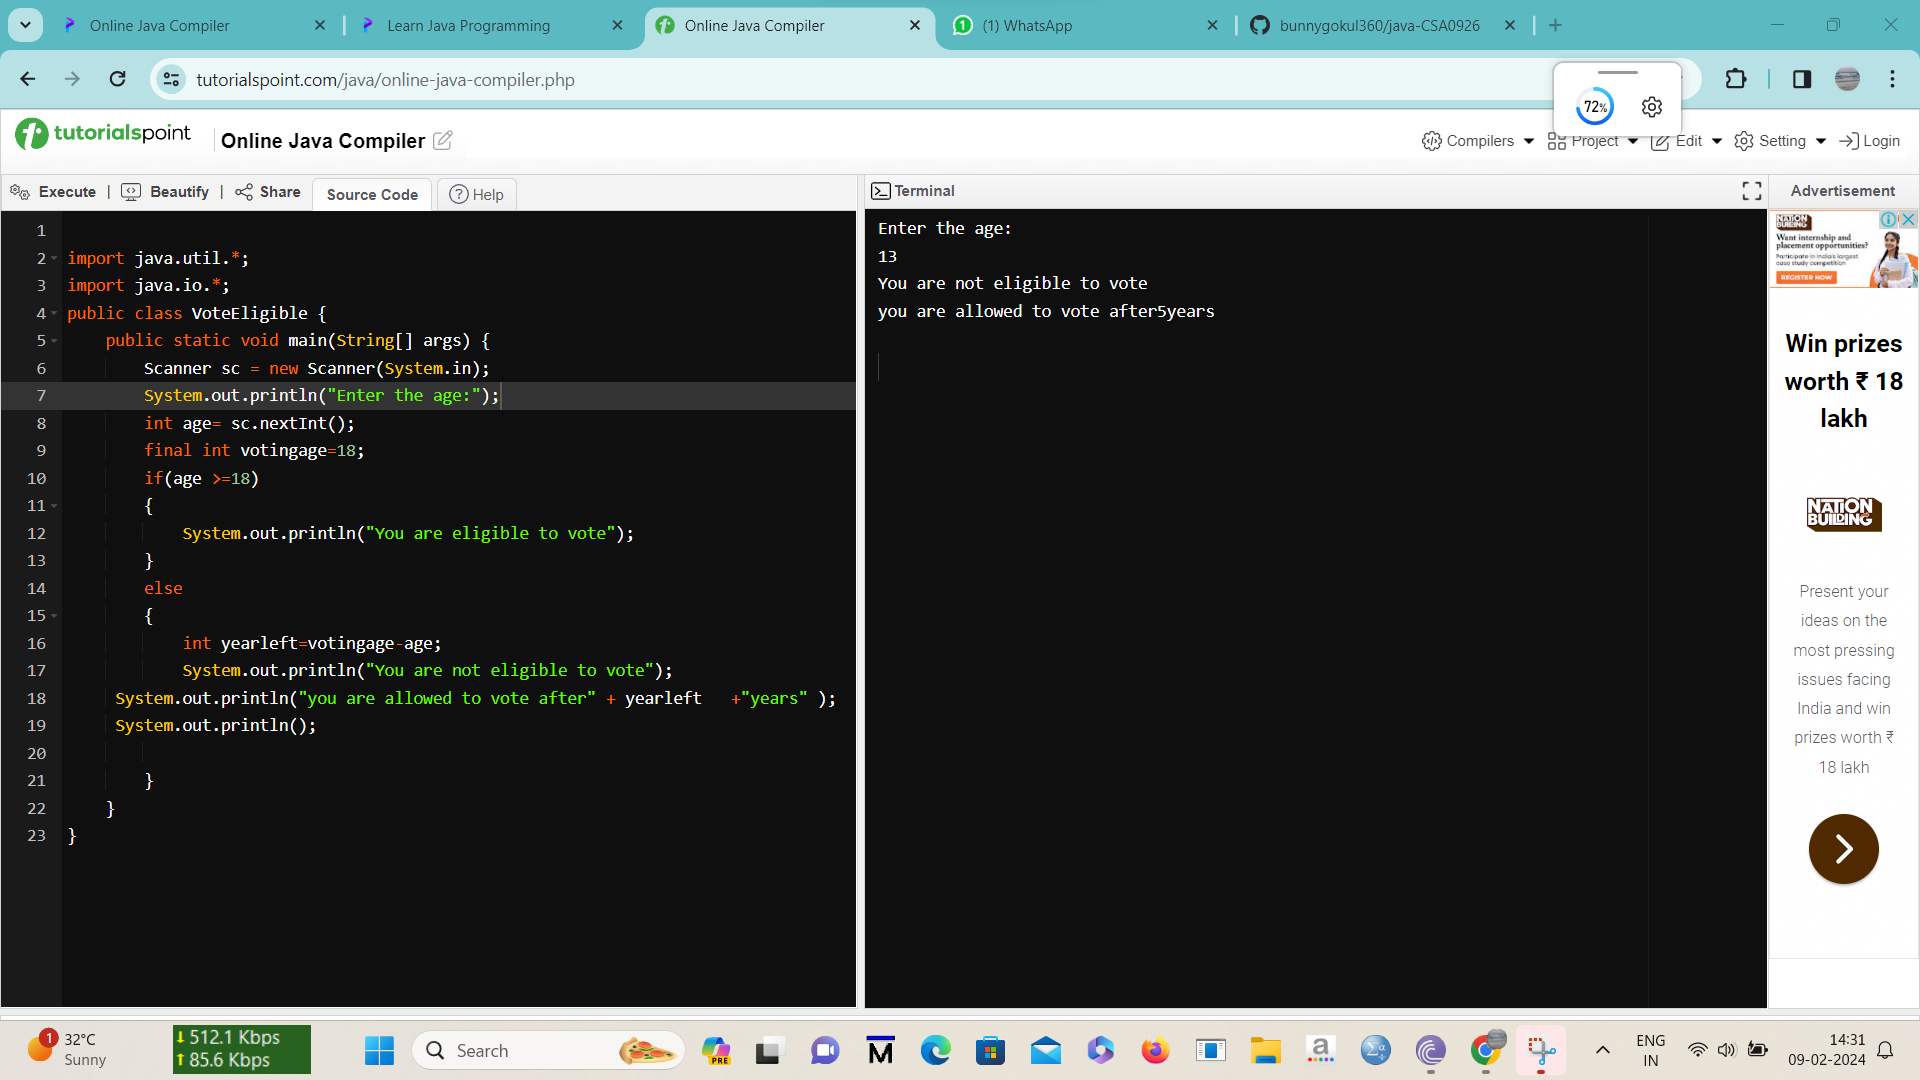 Online Java Compiler
Learn Java Programming
Online Java Compiler
(1) WhatsApp
bunnygokul360/java-CSA0926
tutorialspoint.com/java/online-java-compiler.php
72%
tutorialspoint
Online Java Compiler
Compilers
Project
Edit
Setting
Login
Execute
Beautify
Share
Source Code
Help
1
2 import java.util.*;
3 import java.io.*;
4 public class VoteEligible {
5 public static void main(String[] args) {
6 Scanner sc = new Scanner(System.in);
7 System.out.println("Enter the age:");
8 int age= sc.nextInt();
9 final int votingage=18;
10 if(age >=18)
11 {
12 System.out.println("You are eligible to vote");
13 }
14 else
15 {
16 int yearleft=votingage-age;
17 System.out.println("You are not eligible to vote");
18 System.out.println("you are allowed to vote after" + yearleft   +"years" );
19 System.out.println();
20
21 }
22 }
23 }
Terminal
Enter the age:
13
You are not eligible to vote
you are allowed to vote after5years
Advertisement
NATION
BUILDING
Want internship and
placement opportunities?
Participate in India's largest
case study competition
REGISTER NOW
Win prizes
worth ₹ 18
lakh
NATION
BUILDING
Present your
ideas on the
most pressing
issues facing
India and win
prizes worth ₹
18 lakh
1
32°C
Sunny
512.1 Kbps
85.6 Kbps
Search
PRE
M
a
Σα
ENG
IN
14:31
09-02-2024